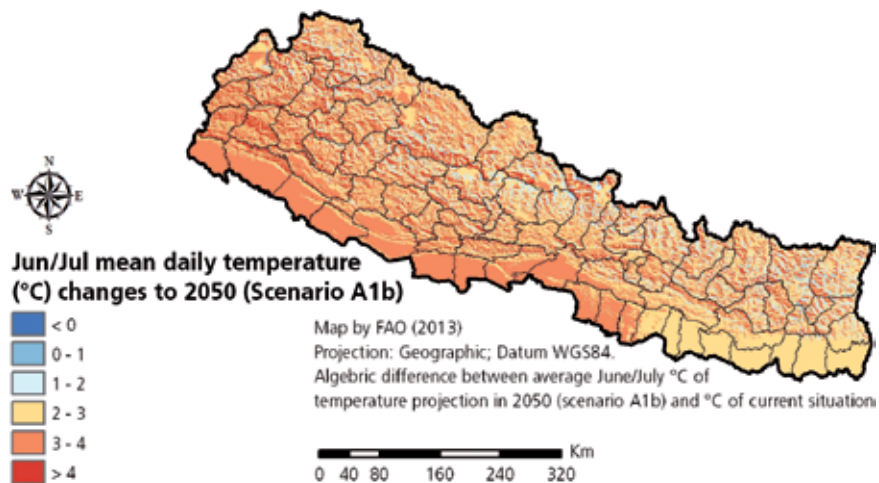 N
W E
S
Jun/Jul mean daily temperature
(°C) changes to 2050 (Scenario A1b)
< 0
0 - 1
1 - 2
2 - 3
3 - 4
> 4
Map by FAO (2013)
Projection: Geographic; Datum WGS84.
Algebric difference between average June/July °C of
temperature projection in 2050 (scenario A1b) and °C of current situation
Km
0 40 80 160 240 320